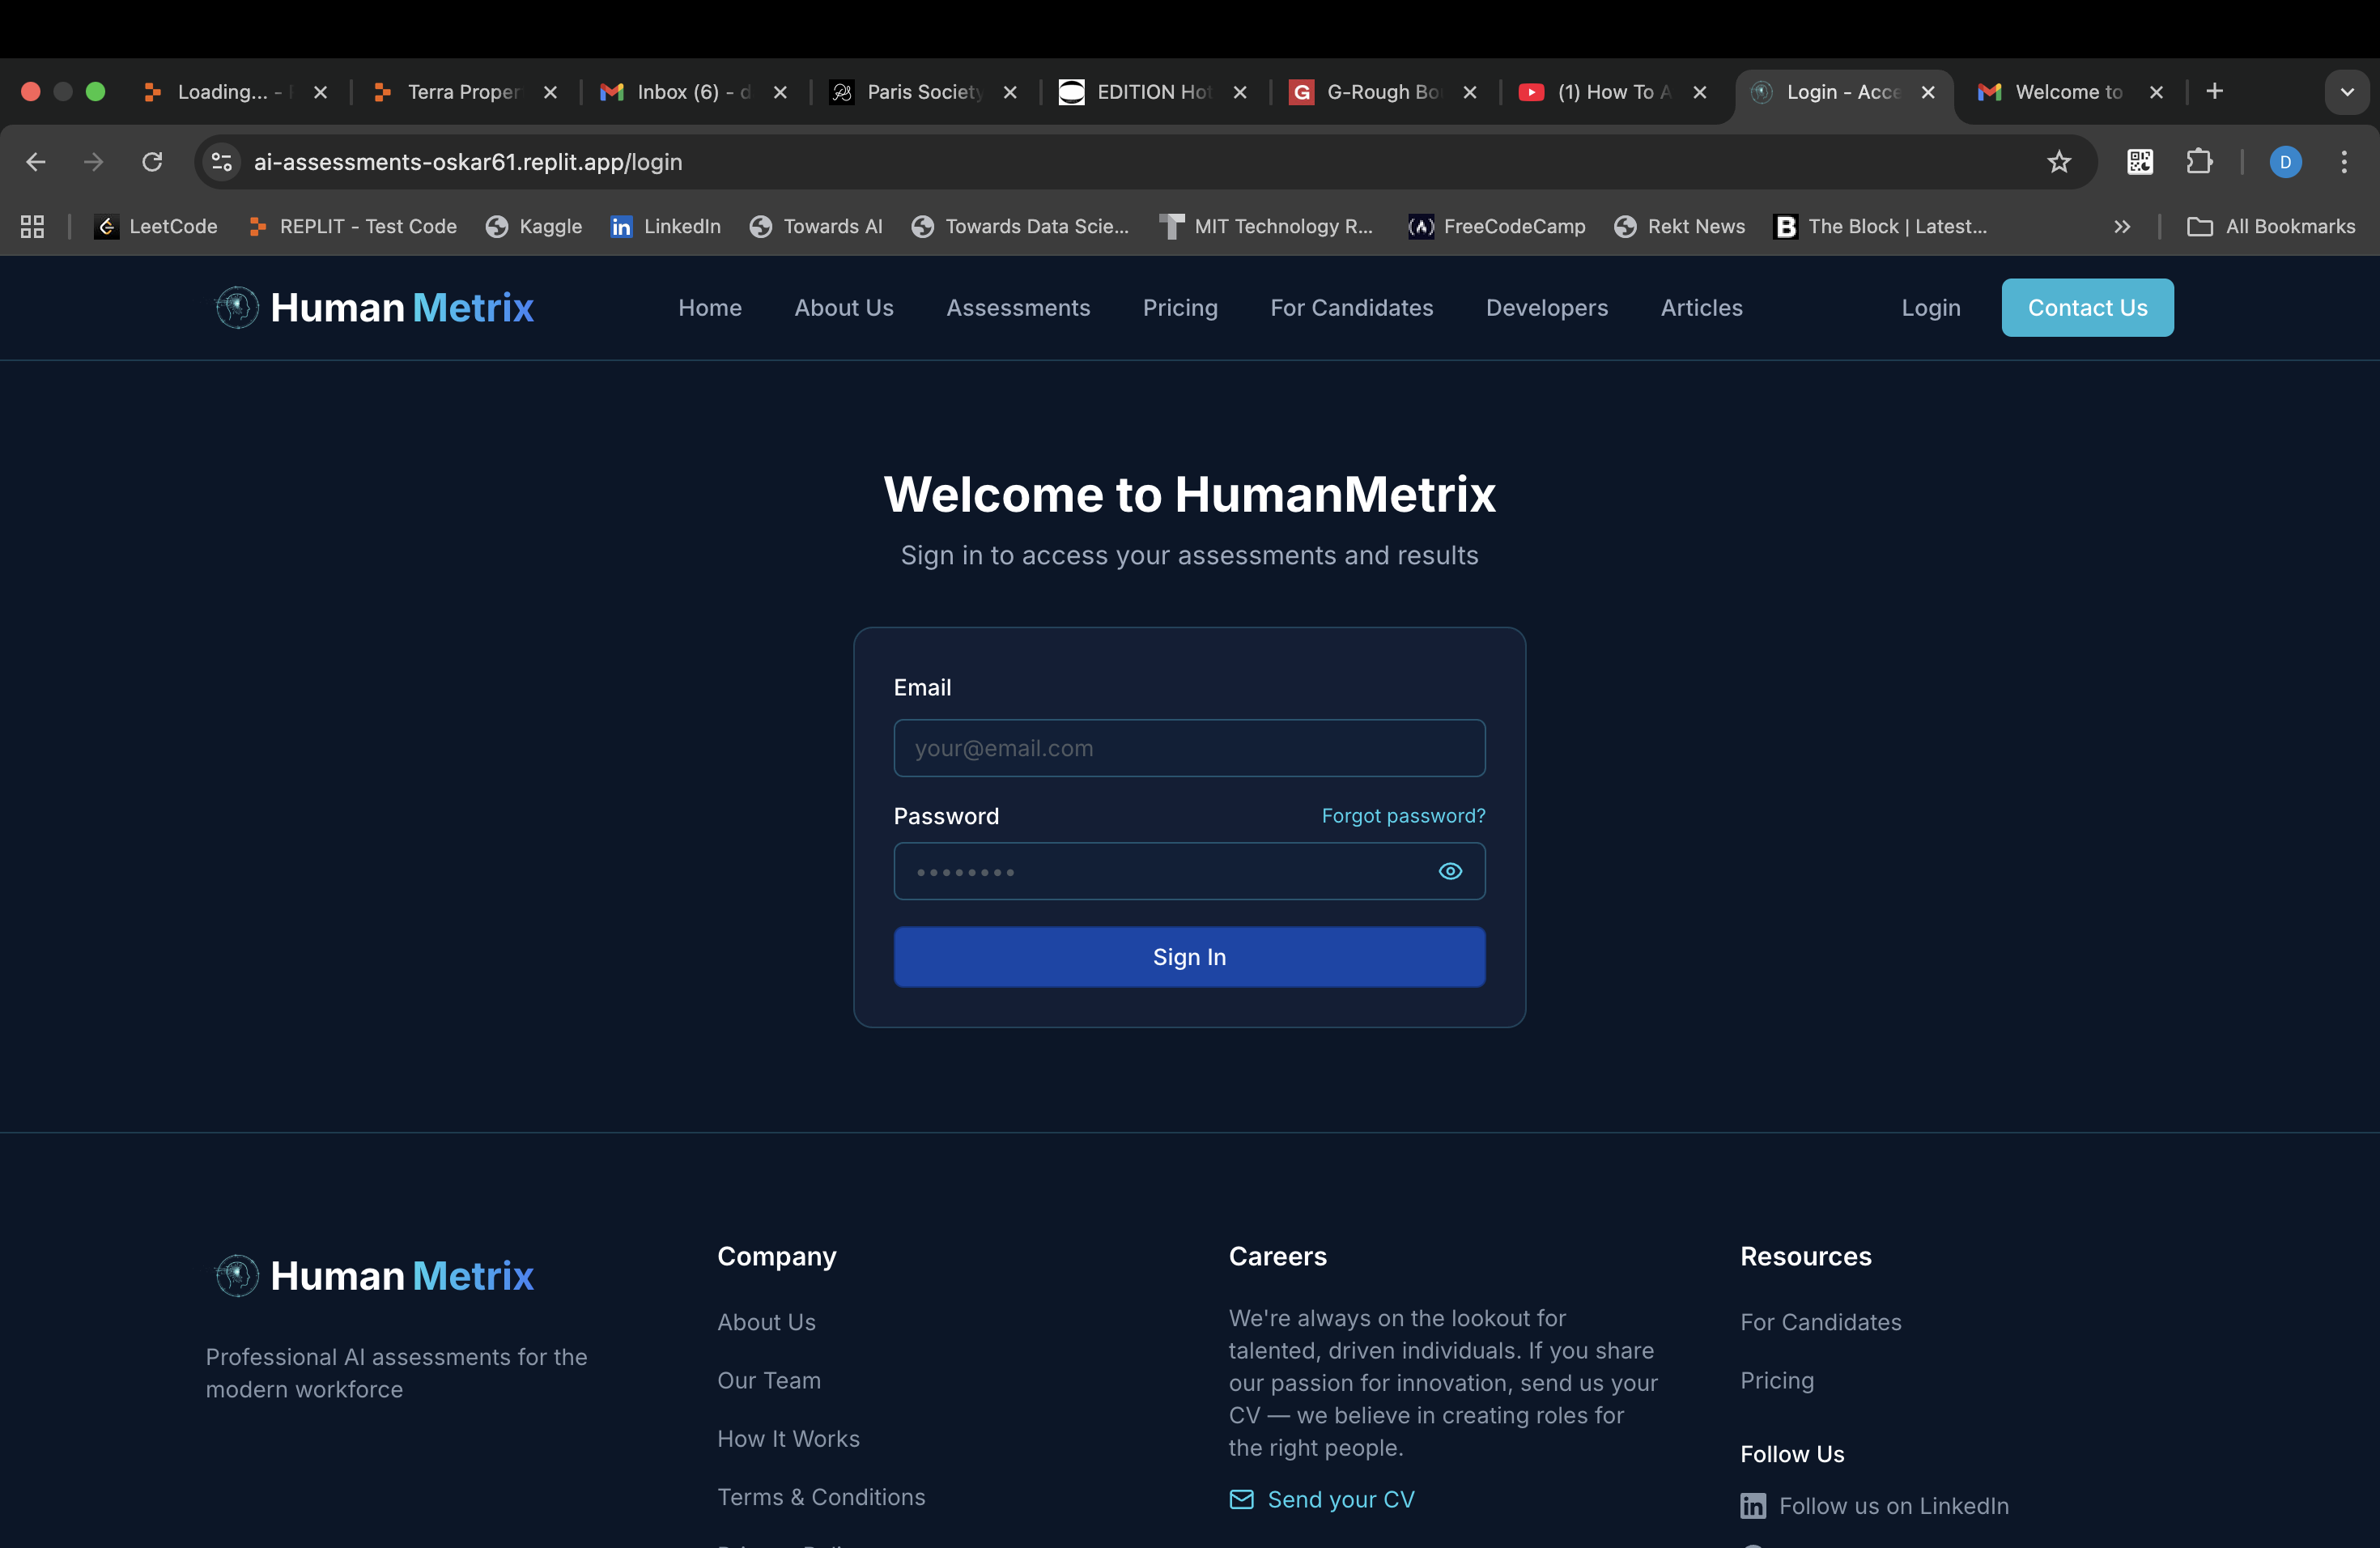 Loading... -
Terra Proper
Inbox (6) - d
Paris Society
EDITION Hot
G-Rough Bo
(1) How To A
Login - Acce
Welcome to
ai-assessments-oskar61.replit.app/login
D
LeetCode
REPLIT - Test Code
Kaggle
LinkedIn
Towards AI
Towards Data Scie...
MIT Technology R...
FreeCodeCamp
Rekt News
The Block | Latest...
All Bookmarks
Human Metrix
Home
About Us
Assessments
Pricing
For Candidates
Developers
Articles
Login
Contact Us
Welcome to HumanMetrix
Sign in to access your assessments and results
Email
your@email.com
Password
Forgot password?
Sign In
Human Metrix
Professional AI assessments for the
modern workforce
Company
About Us
Our Team
How It Works
Terms & Conditions
Careers
We're always on the lookout for
talented, driven individuals. If you share
our passion for innovation, send us your
CV — we believe in creating roles for
the right people.
Send your CV
Resources
For Candidates
Pricing
Follow Us
Follow us on LinkedIn